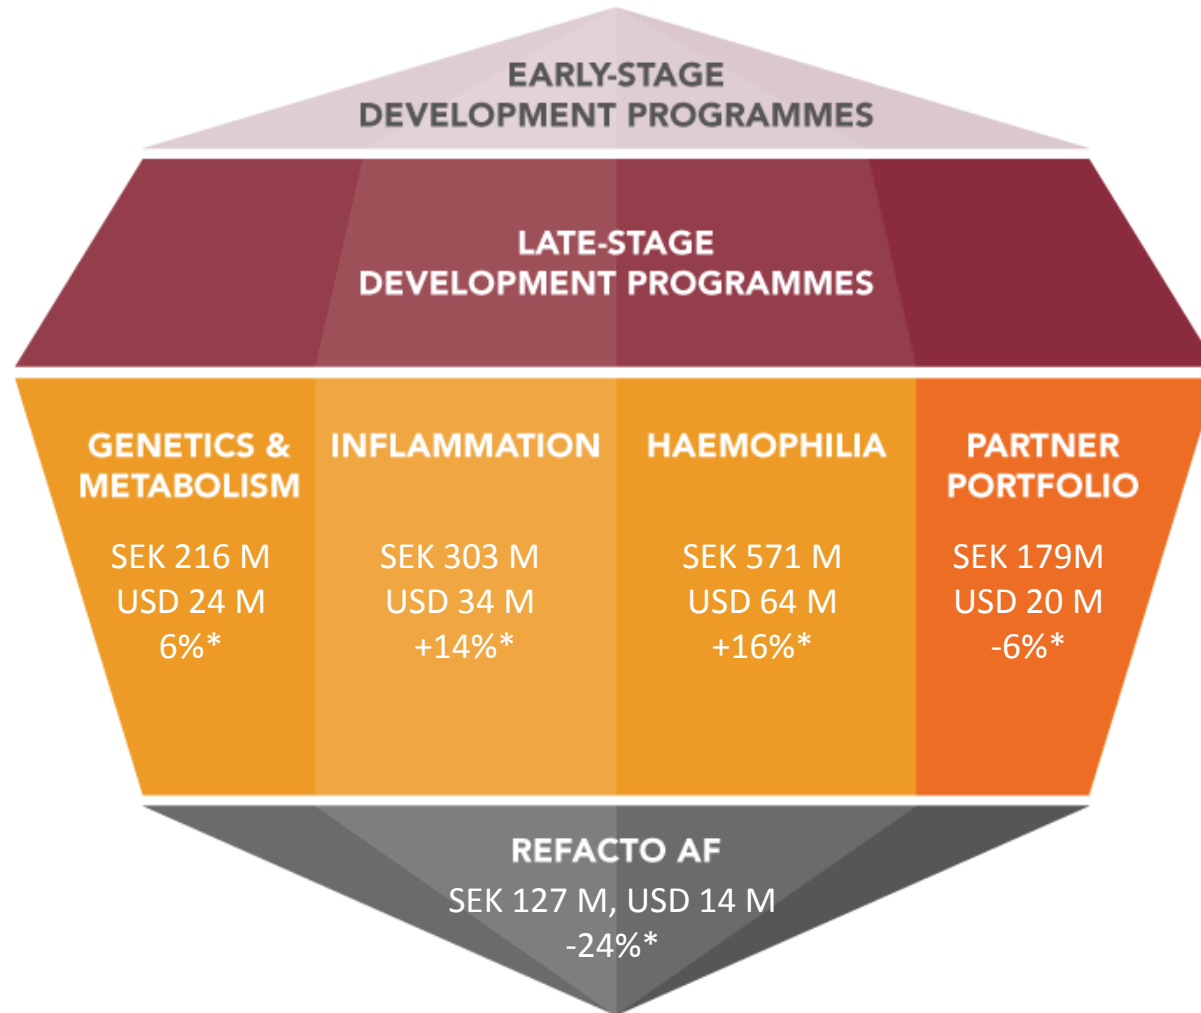 EARLY-STAGE
DEVELOPMENT PROGRAMMES
LATE-STAGE
DEVELOPMENT PROGRAMMES
GENETICS &
METABOLISM
SEK 216 M
USD 24 M
6%*
INFLAMMATION
SEK 303 M
USD 34 M
+14%*
HAEMOPHILIA
SEK 571 M
USD 64 M
+16%*
PARTNER
PORTFOLIO
SEK 179M
USD 20 M
-6%*
REFACTO AF
SEK 127 M, USD 14 M
-24%*